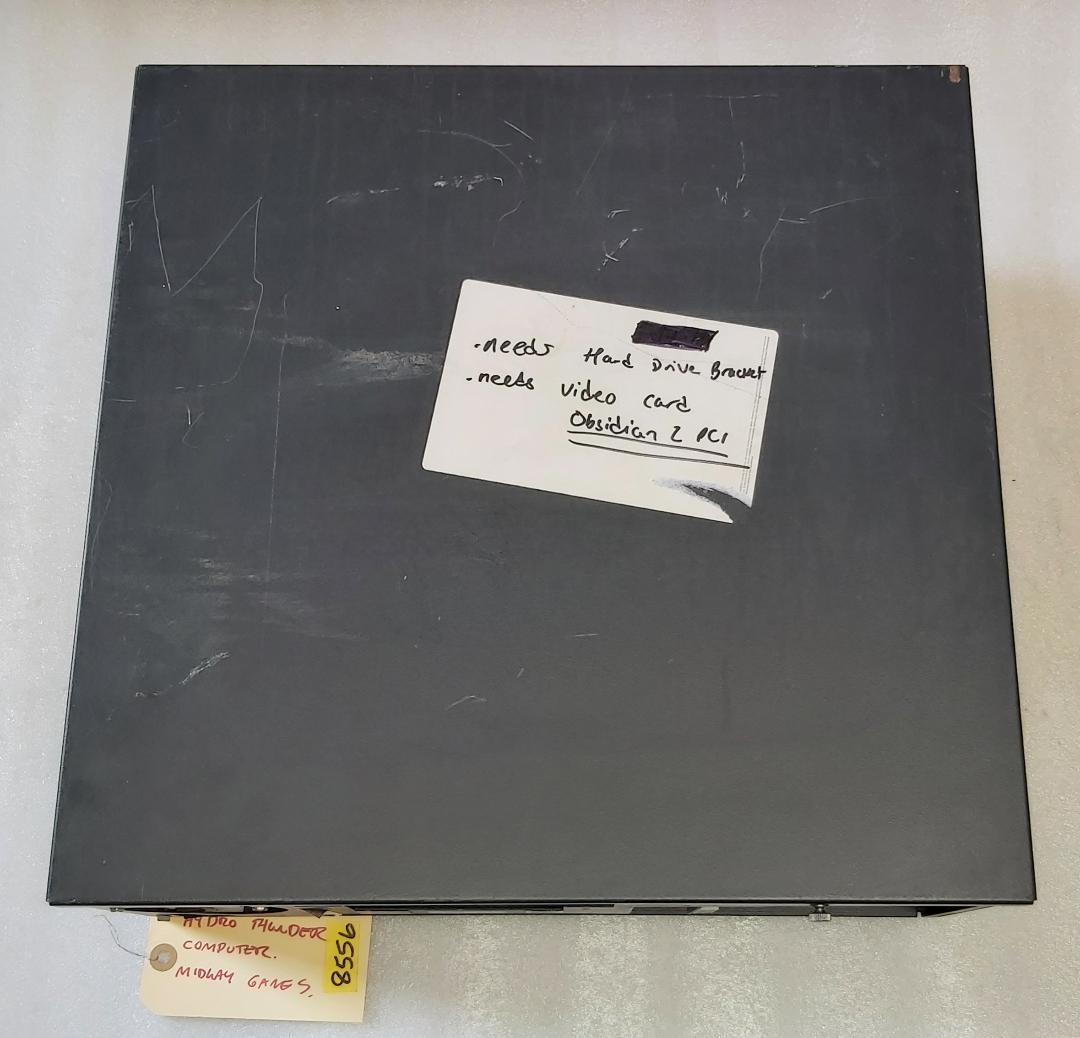 .needs Hard Drive Bracket
.needs video card
Obsidian 2 PCI
HYDRO THUNDER
COMPUTER.
MIDWAY GAMES.
8556